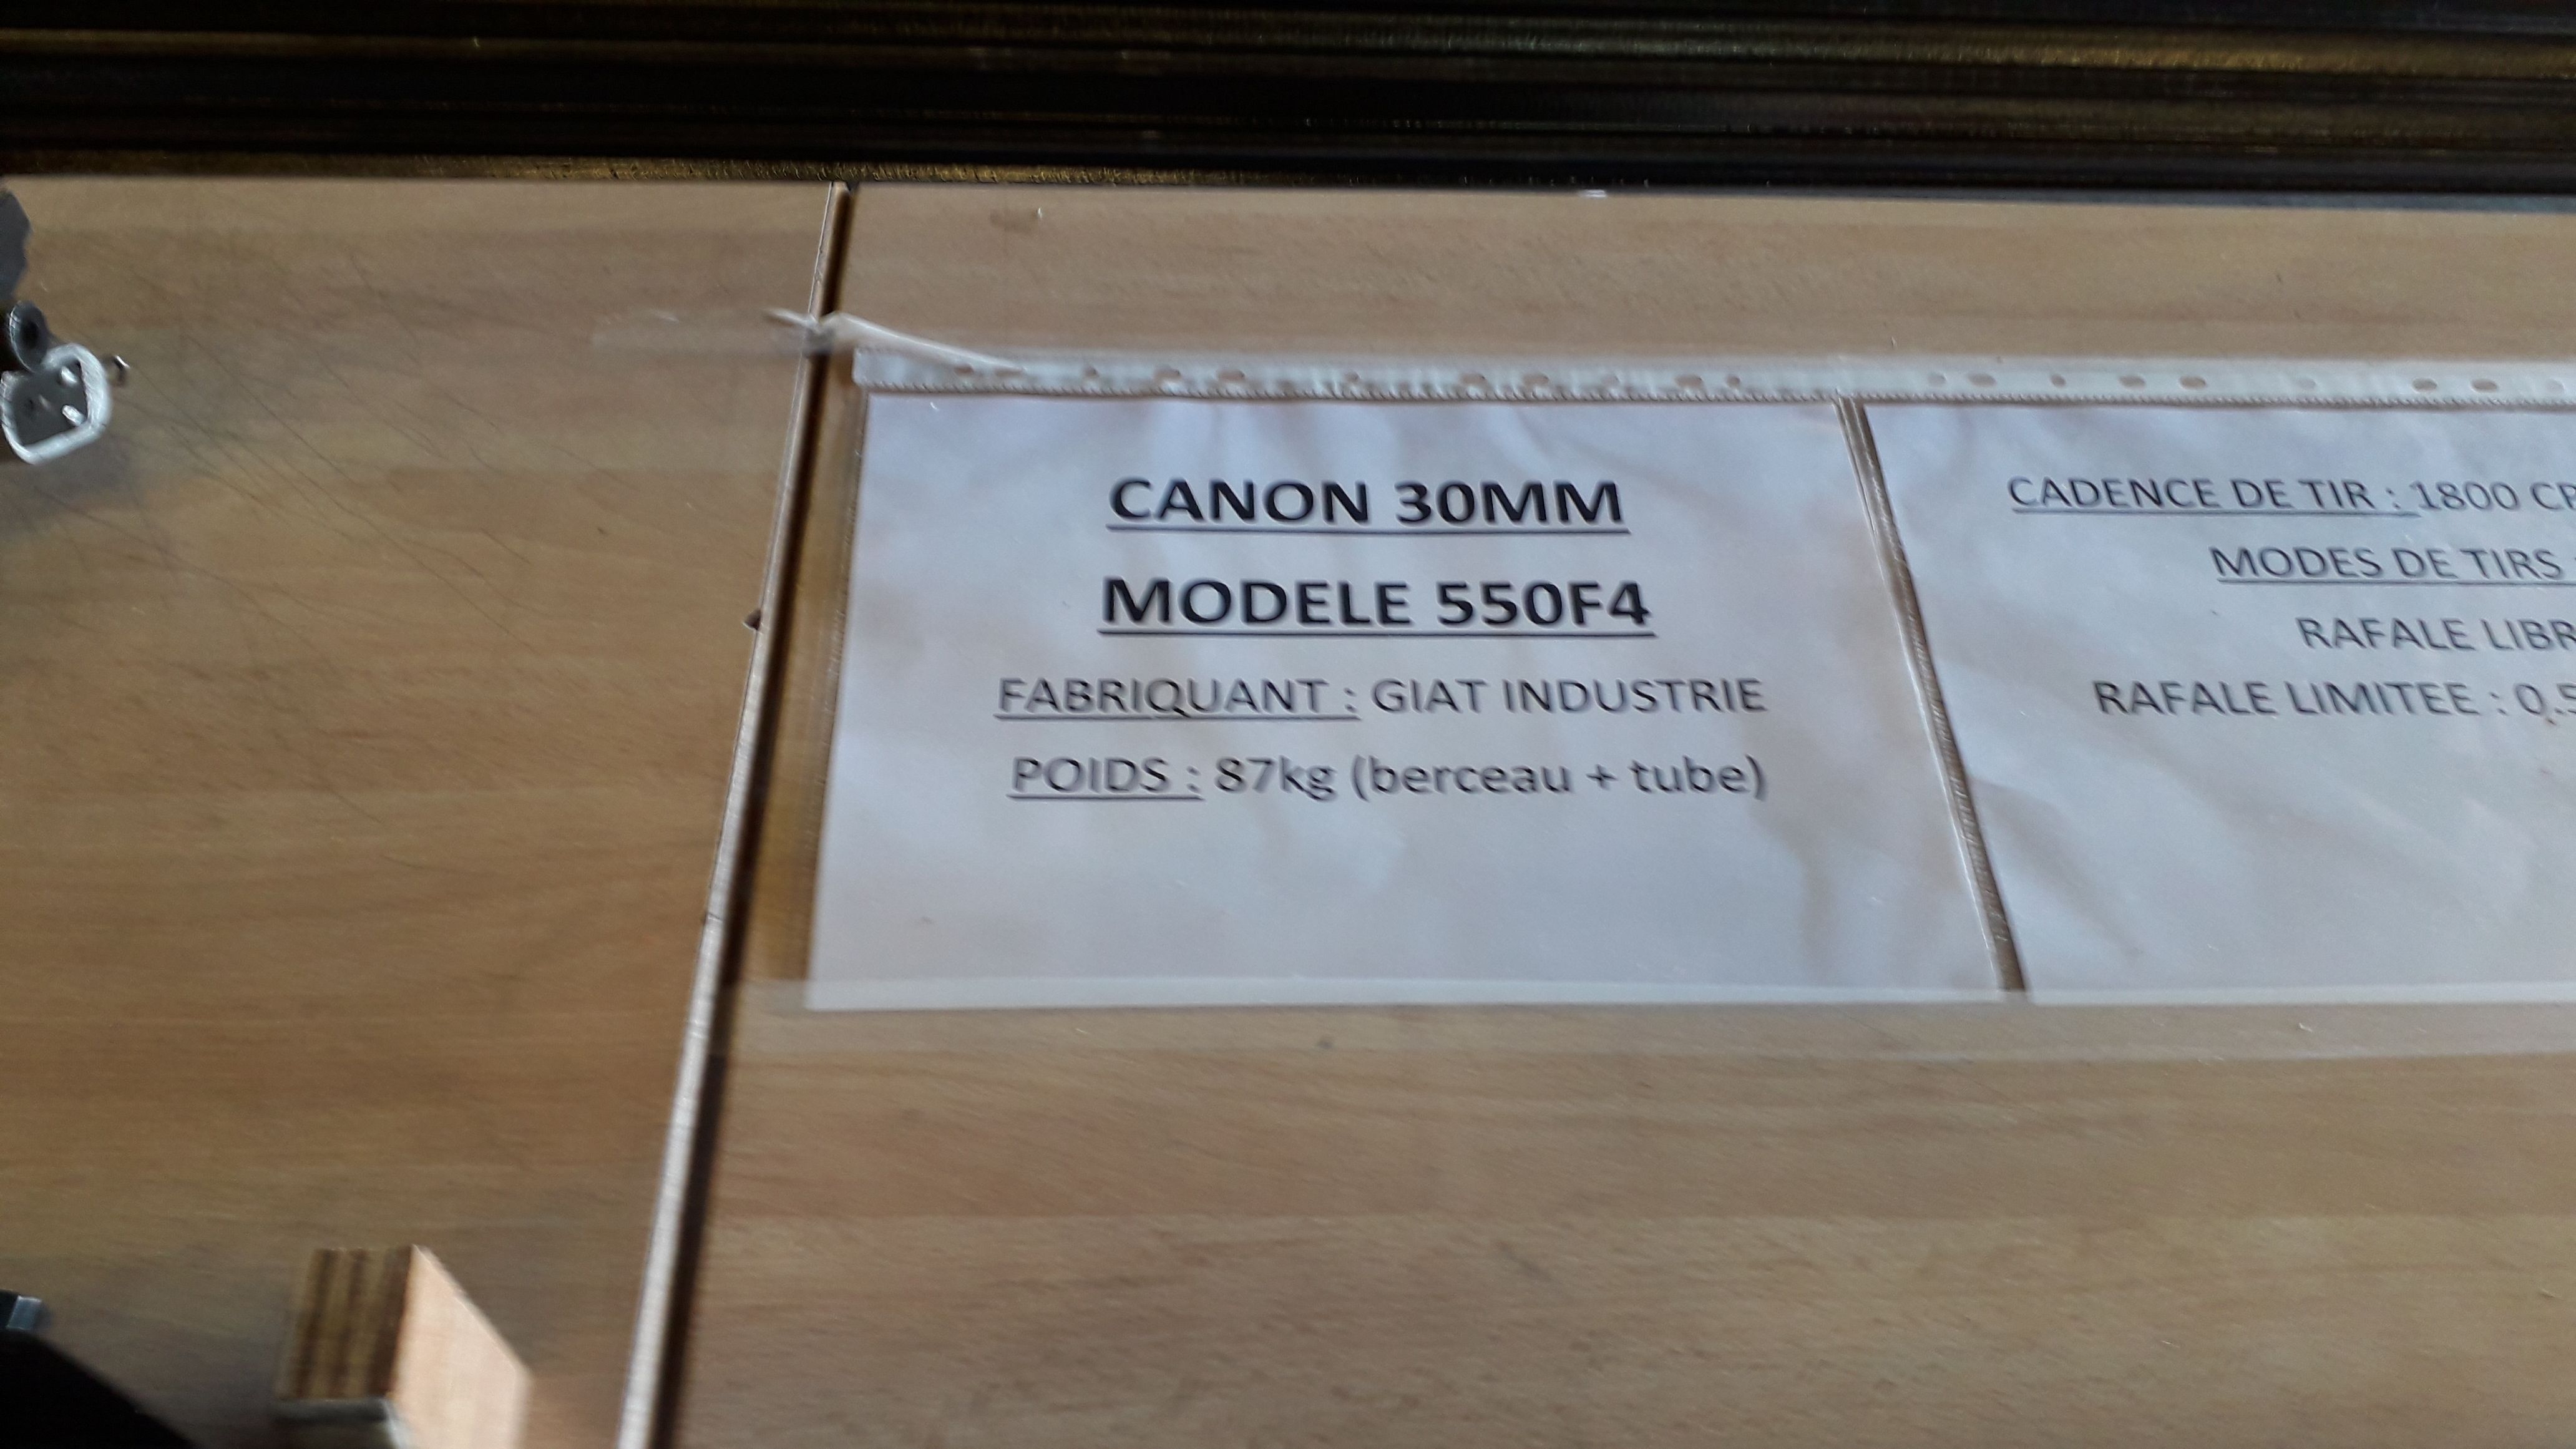 CANON 30MM
MODELE 550F4
FABRIQUANT : GIAT INDUSTRIE
POIDS : 87kg (berceau + tube)
CADENCE DE TIR : 1800
MODES DE TIRS
RAFALE
RAFALE LIMITEE :